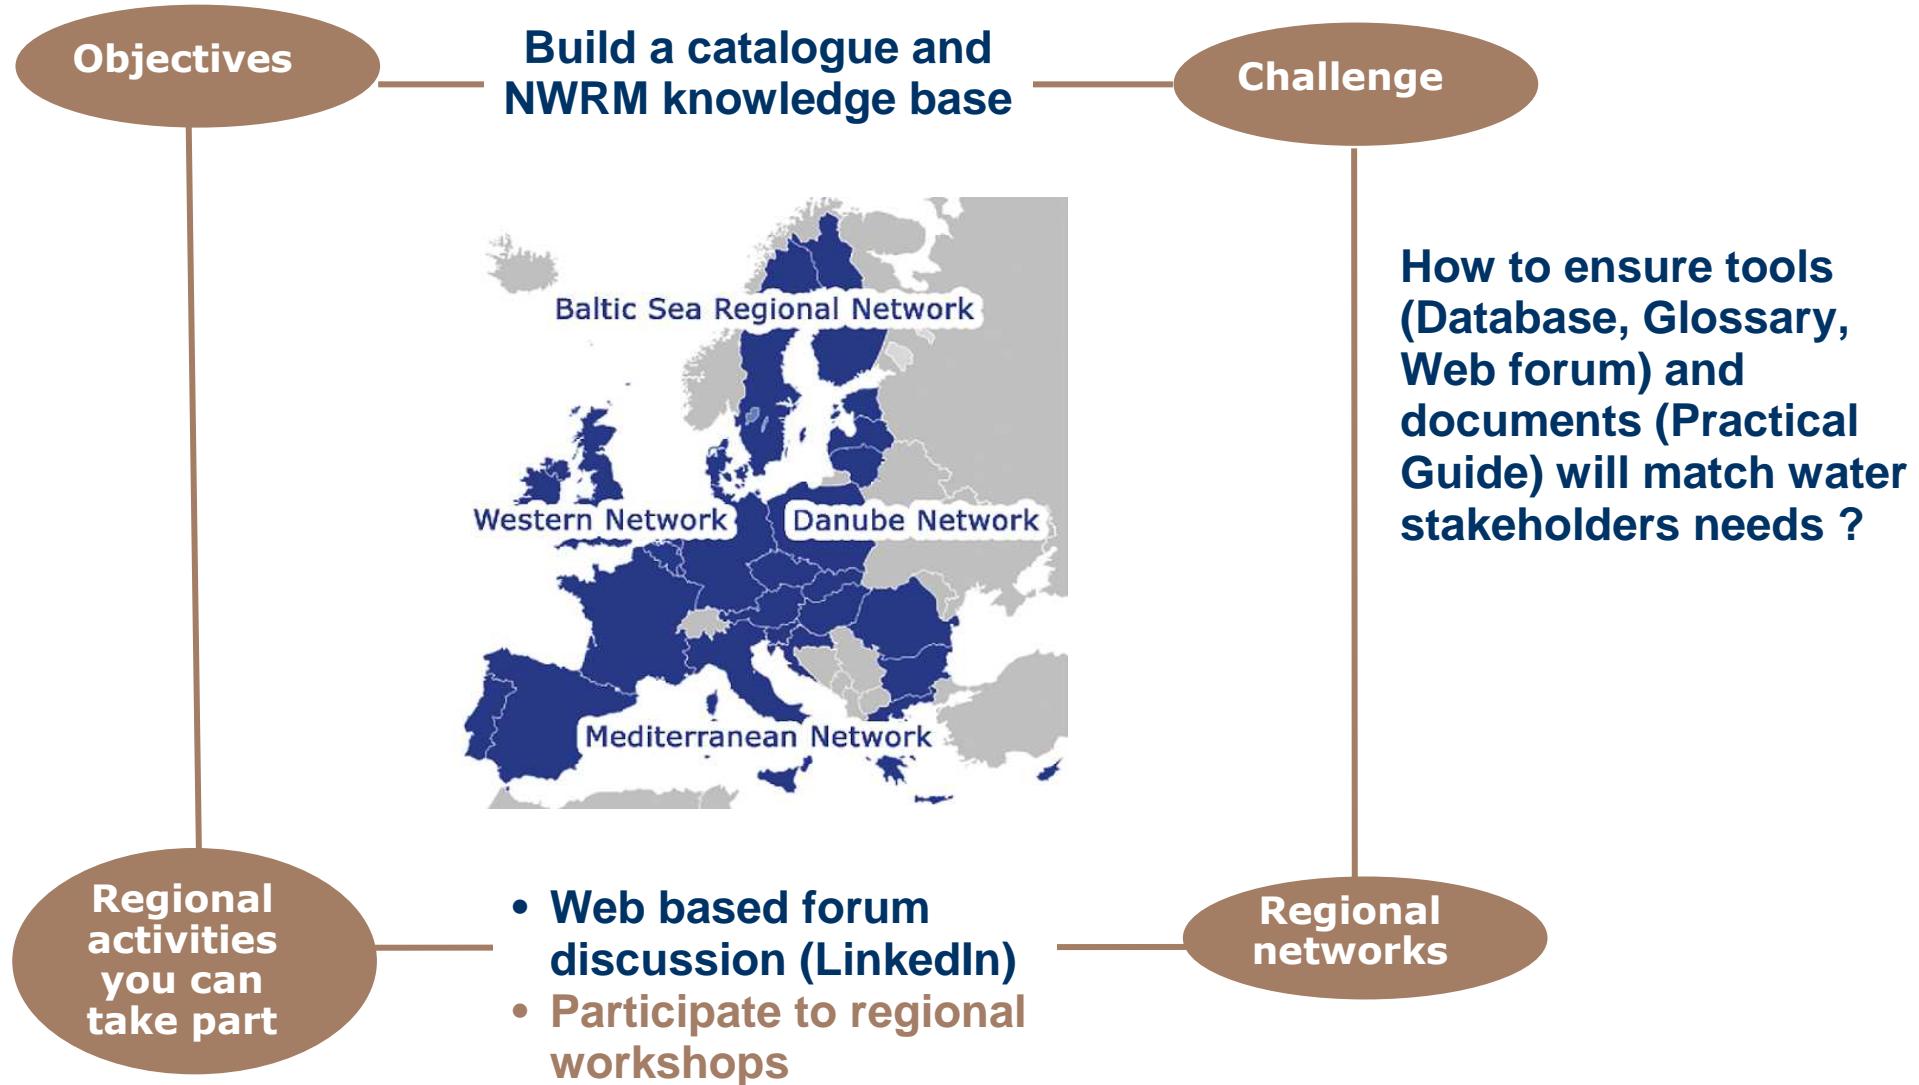 Objectives
Build a catalogue and
NWRM knowledge base
Challenge
Baltic Sea Regional Network
Western Network
Danube Network
Mediterranean Network
How to ensure tools
(Database, Glossary,
Web forum) and
documents (Practical
Guide) will match water
stakeholders needs ?
Regional
activities
you can
take part
• Web based forum
discussion (LinkedIn)
• Participate to regional
workshops
Regional
networks